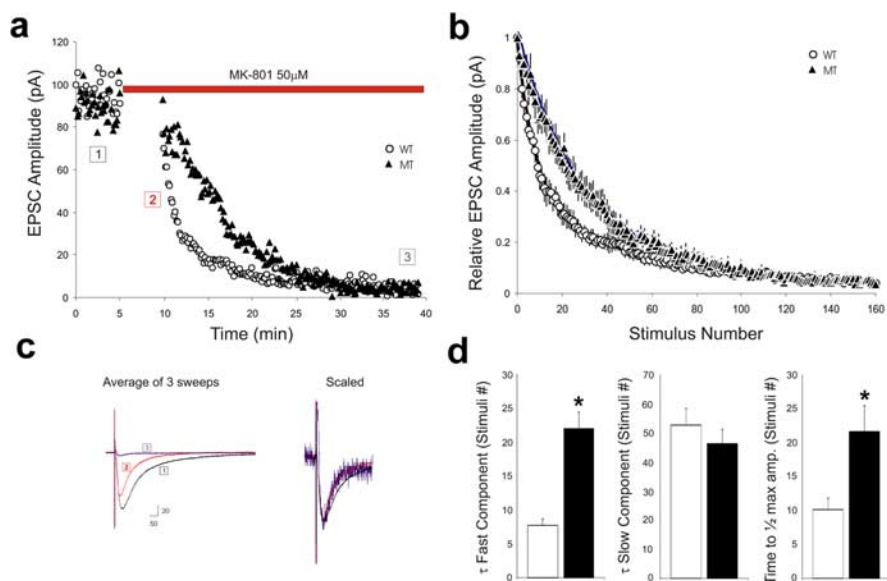 a
EPSC Amplitude (pA)
120
100
80
60
40
20
0
MK-801 50μM
WT
MT
1
2
3
0 5 10 15 20 25 30 35 40
Time (min)
b
Relative EPSC Amplitude (pA)
1
0.8
0.6
0.4
0.2
0
WT
MT
0 20 40 60 80 100 120 140 160
Stimulus Number
c
Average of 3 sweeps
Scaled
3
2
1
20
50
d
τ Fast Component (Stimuli #)
30
25
20
15
10
5
0
*
τ Slow Component (Stimuli #)
70
60
50
40
30
20
10
0
Time to ½ max amp. (Stimuli #)
30
25
20
15
10
5
0
*